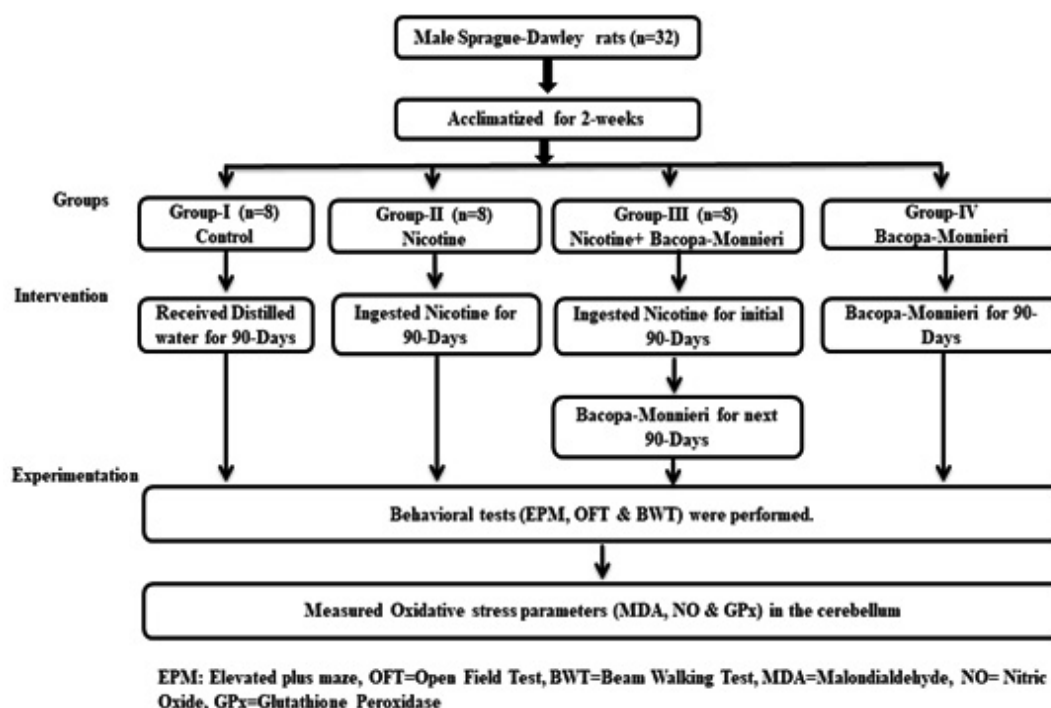 Male Sprague-Dawley rats (n=32)
Acclimatized for 2-weeks
Groups
Group-I (n=8)
Control
Group-II (n=8)
Nicotine
Group-III (n=8)
Nicotine+ Bacopa-Monnieri
Group-IV
Bacopa-Monnieri
Intervention
Received Distilled
water for 90-Days
Ingested Nicotine for
90-Days
Ingested Nicotine for initial
90-Days
Bacopa-Monnieri for 90-
Days
Bacopa-Monnieri for next
90-Days
Experimentation
Behavioral tests (EPM, OFT & BWT) were performed.
Measured Oxidative stress parameters (MDA, NO & GPx) in the cerebellum
EPM: Elevated plus maze, OFT=Open Field Test, BWT=Beam Walking Test, MDA=Malondialdehyde, NO= Nitric
Oxide, GPx=Glutathione Peroxidase